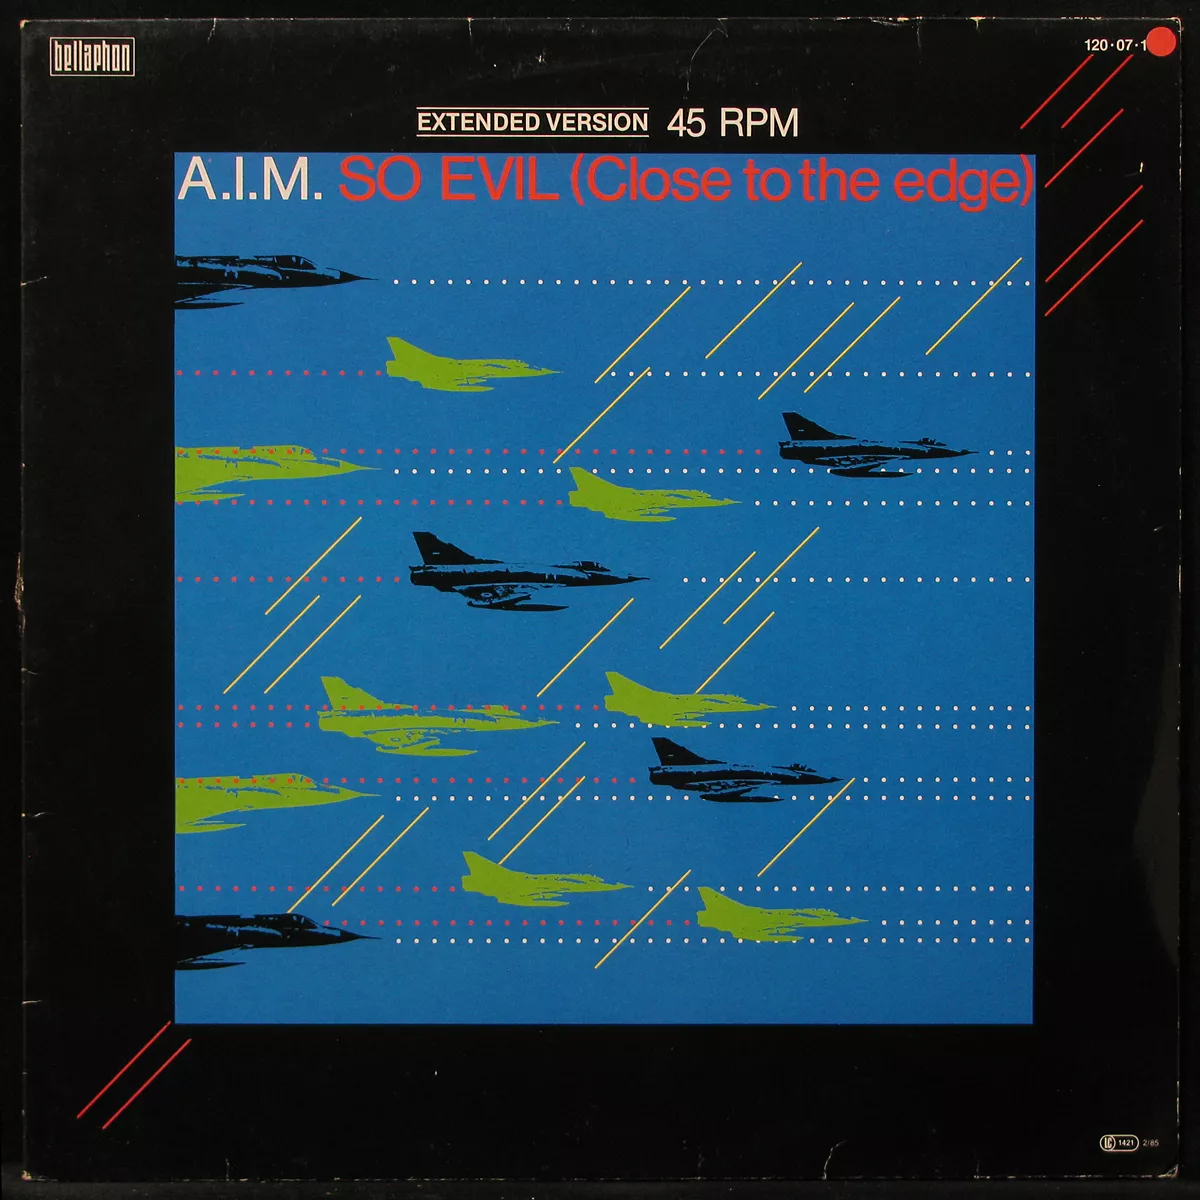 bellaphon
120·07·1
EXTENDED VERSION 45 RPM
A.I.M. SO EVIL (Close to the edge)
LC 1421 2/85